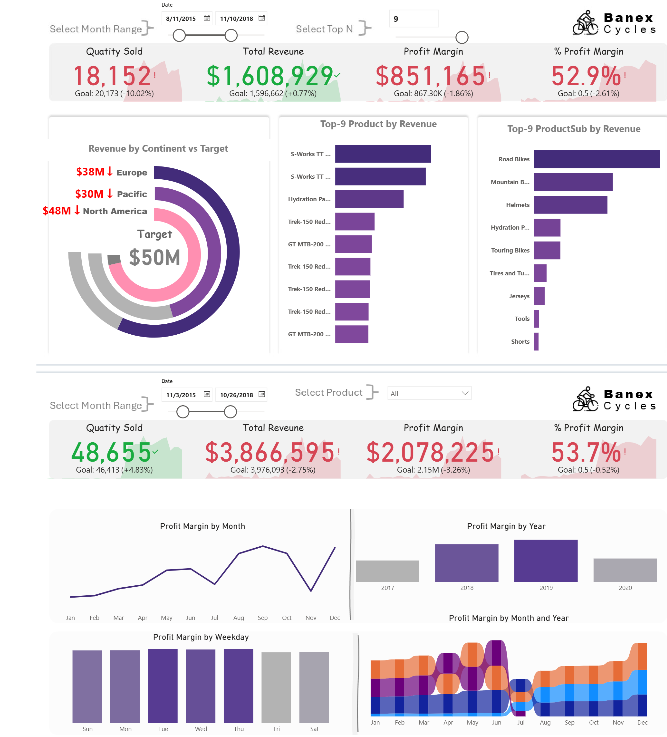 Date
8/11/2015 11/10/2018
Select Month Range
Select Top N
9
Banex
Cycles
Quatity Sold
18,152!
Goal: 20,173 (-10.02%)
Total Reveune
$1,608,929✓
Goal: 1,596,662 (+0.77%)
Profit Margin
$851,165!
Goal: 867.30K (-1.86%)
% Profit Margin
52.9%!
Goal: 0.5 (-2.61%)
Revenue by Continent vs Target
$38M ↓ Europe
$30M ↓ Pacific
$48M ↓ North America
Target
$50M
Top-9 Product by Revenue
S-Works TT ...
S-Works TT ...
Hydration Pa...
Trek-150 Red...
GT MTB-200 ...
Trek-150 Red...
Trek-150 Red...
Trek-150 Red...
GT MTB-200 ...
Top-9 ProductSub by Revenue
Road Bikes
Mountain B...
Helmets
Hydration P...
Touring Bikes
Tires and Tu...
Jerseys
Tools
Shorts
Date
11/3/2015 10/26/2018
Select Month Range
Select Product
All
Banex
Cycles
Quatity Sold
48,655✓
Goal: 46,413 (+4.83%)
Total Reveune
$3,866,595!
Goal: 3,976,093 (-2.75%)
Profit Margin
$2,078,225!
Goal: 2.15M (-3.26%)
% Profit Margin
53.7%!
Goal: 0.5 (-0.52%)
Profit Margin by Month
Jan Feb Mar Apr May Jun Jul Aug Sep Oct Nov Dec
Profit Margin by Year
2017 2018 2019 2020
Profit Margin by Weekday
Sun Mon Tue Wed Thu Fri Sat
Profit Margin by Month and Year
Jan Feb Mar Apr May Jun Jul Aug Sep Oct Nov Dec